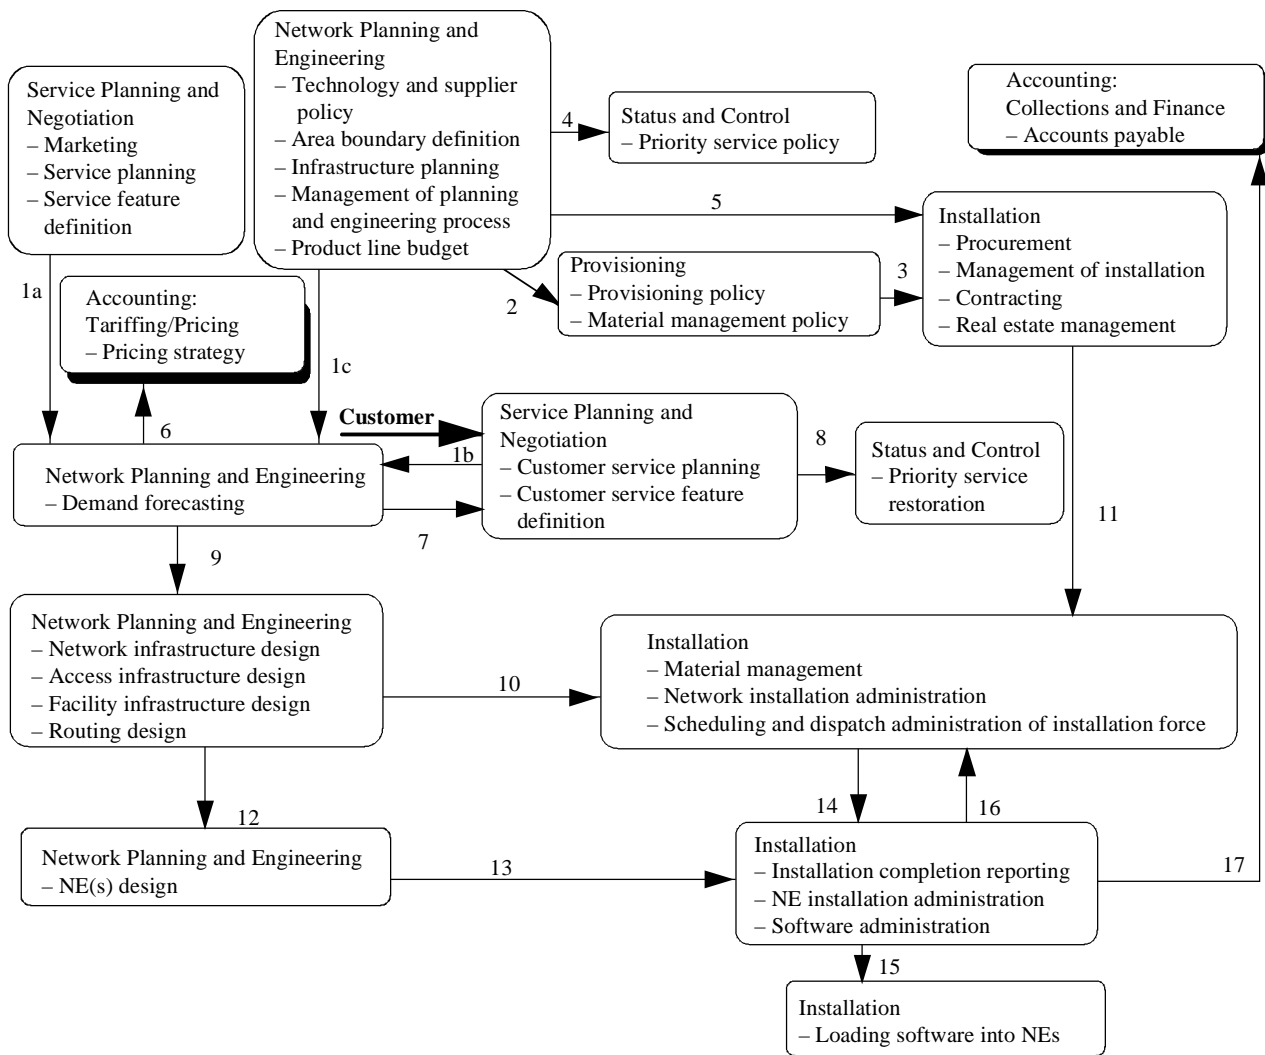 Network Planning and
Engineering
– Technology and supplier
policy
– Area boundary definition
– Infrastructure planning
– Management of planning
and engineering process
– Product line budget
Service Planning and
Negotiation
– Marketing
– Service planning
– Service feature
definition
4
Status and Control
– Priority service policy
Accounting:
Collections and Finance
– Accounts payable
5
Installation
– Procurement
– Management of installation
– Contracting
– Real estate management
2
Provisioning
– Provisioning policy
– Material management policy
3
1a
Accounting:
Tariffing/Pricing
– Pricing strategy
1c
6
Customer
1b
Service Planning and
Negotiation
– Customer service planning
– Customer service feature
definition
8
Status and Control
– Priority service
restoration
Network Planning and Engineering
– Demand forecasting
7
11
9
Network Planning and Engineering
– Network infrastructure design
– Access infrastructure design
– Facility infrastructure design
– Routing design
10
Installation
– Material management
– Network installation administration
– Scheduling and dispatch administration of installation force
12
14
16
Network Planning and Engineering
– NE(s) design
13
Installation
– Installation completion reporting
– NE installation administration
– Software administration
17
15
Installation
– Loading software into NEs